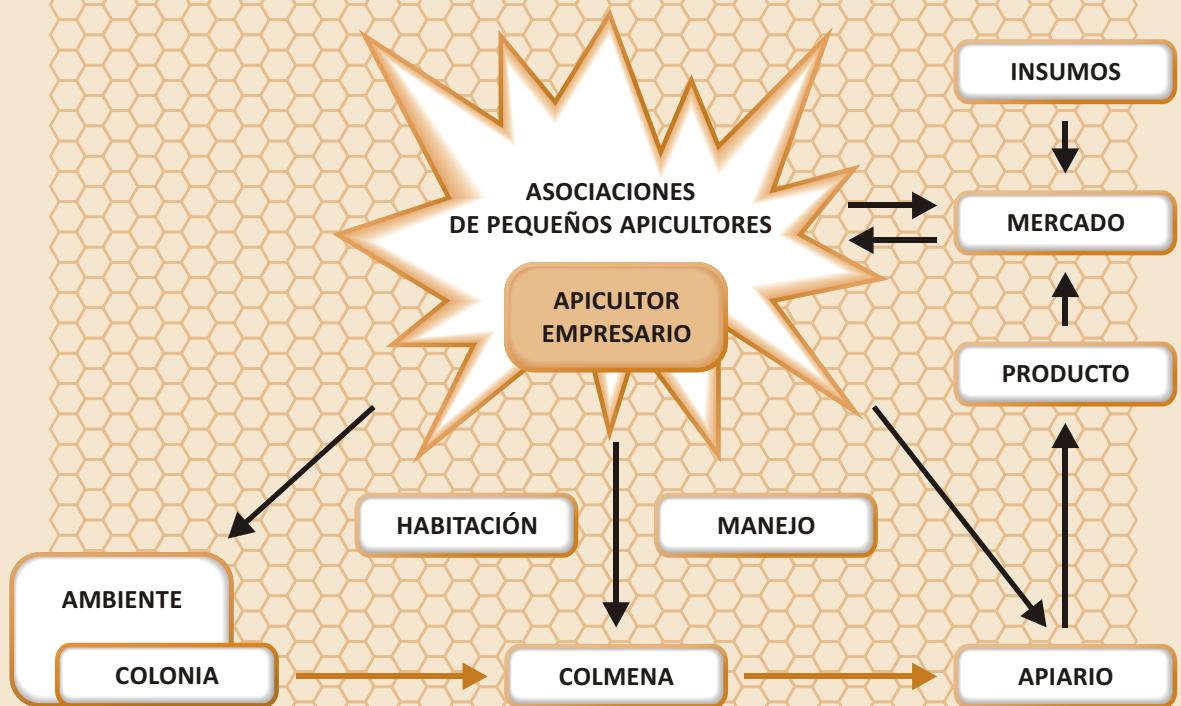 INSUMOS
ASOCIACIONES
DE PEQUEÑOS APICULTORES
MERCADO
APICULTOR
EMPRESARIO
PRODUCTO
HABITACIÓN
MANEJO
AMBIENTE
COLONIA
COLMENA
APIARIO